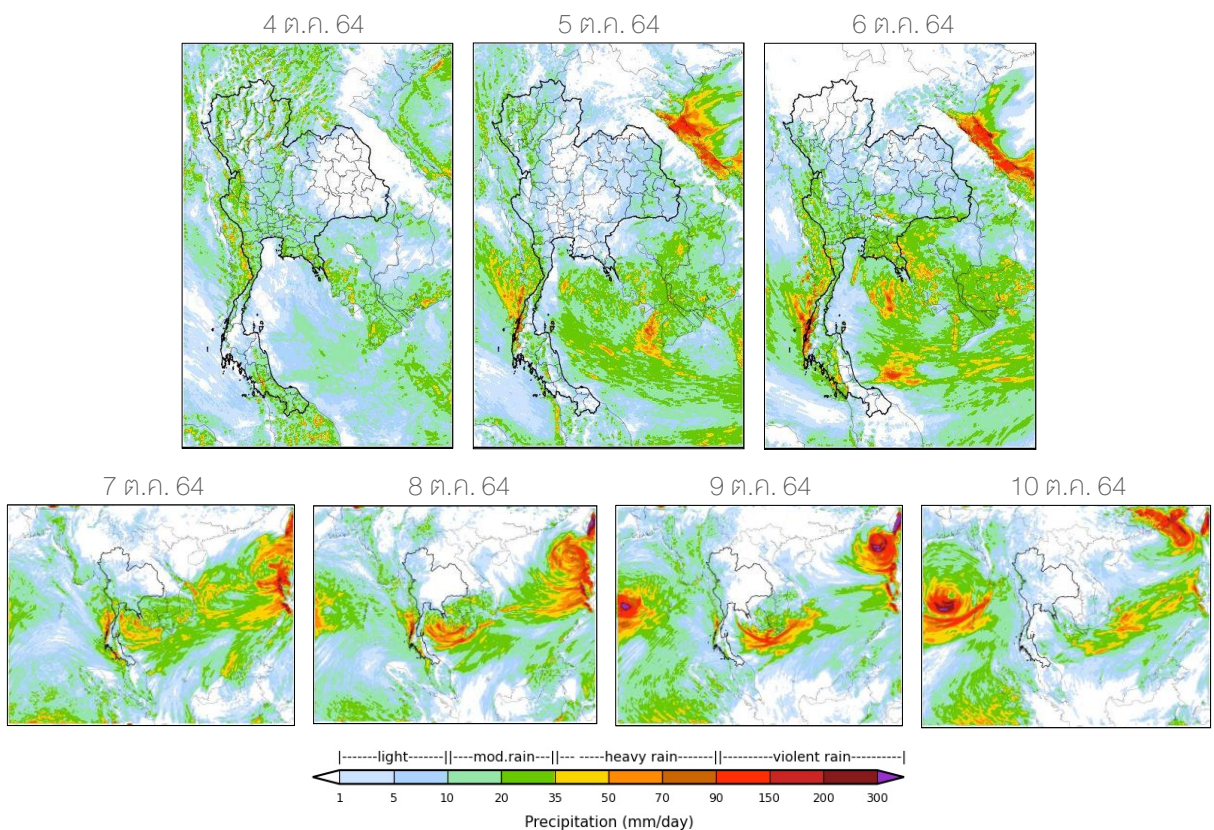 4 ต.ค. 64 5 ต.ค. 64 6 ต.ค. 64
7 ต.ค. 64 8 ต.ค. 64 9 ต.ค. 64 10 ต.ค. 64
|------light------||----mod.rain---||--- -----heavy rain-------||---------violent rain---------|
1 5 10 20 35 50 70 90 150 200 300
Precipitation (mm/day)